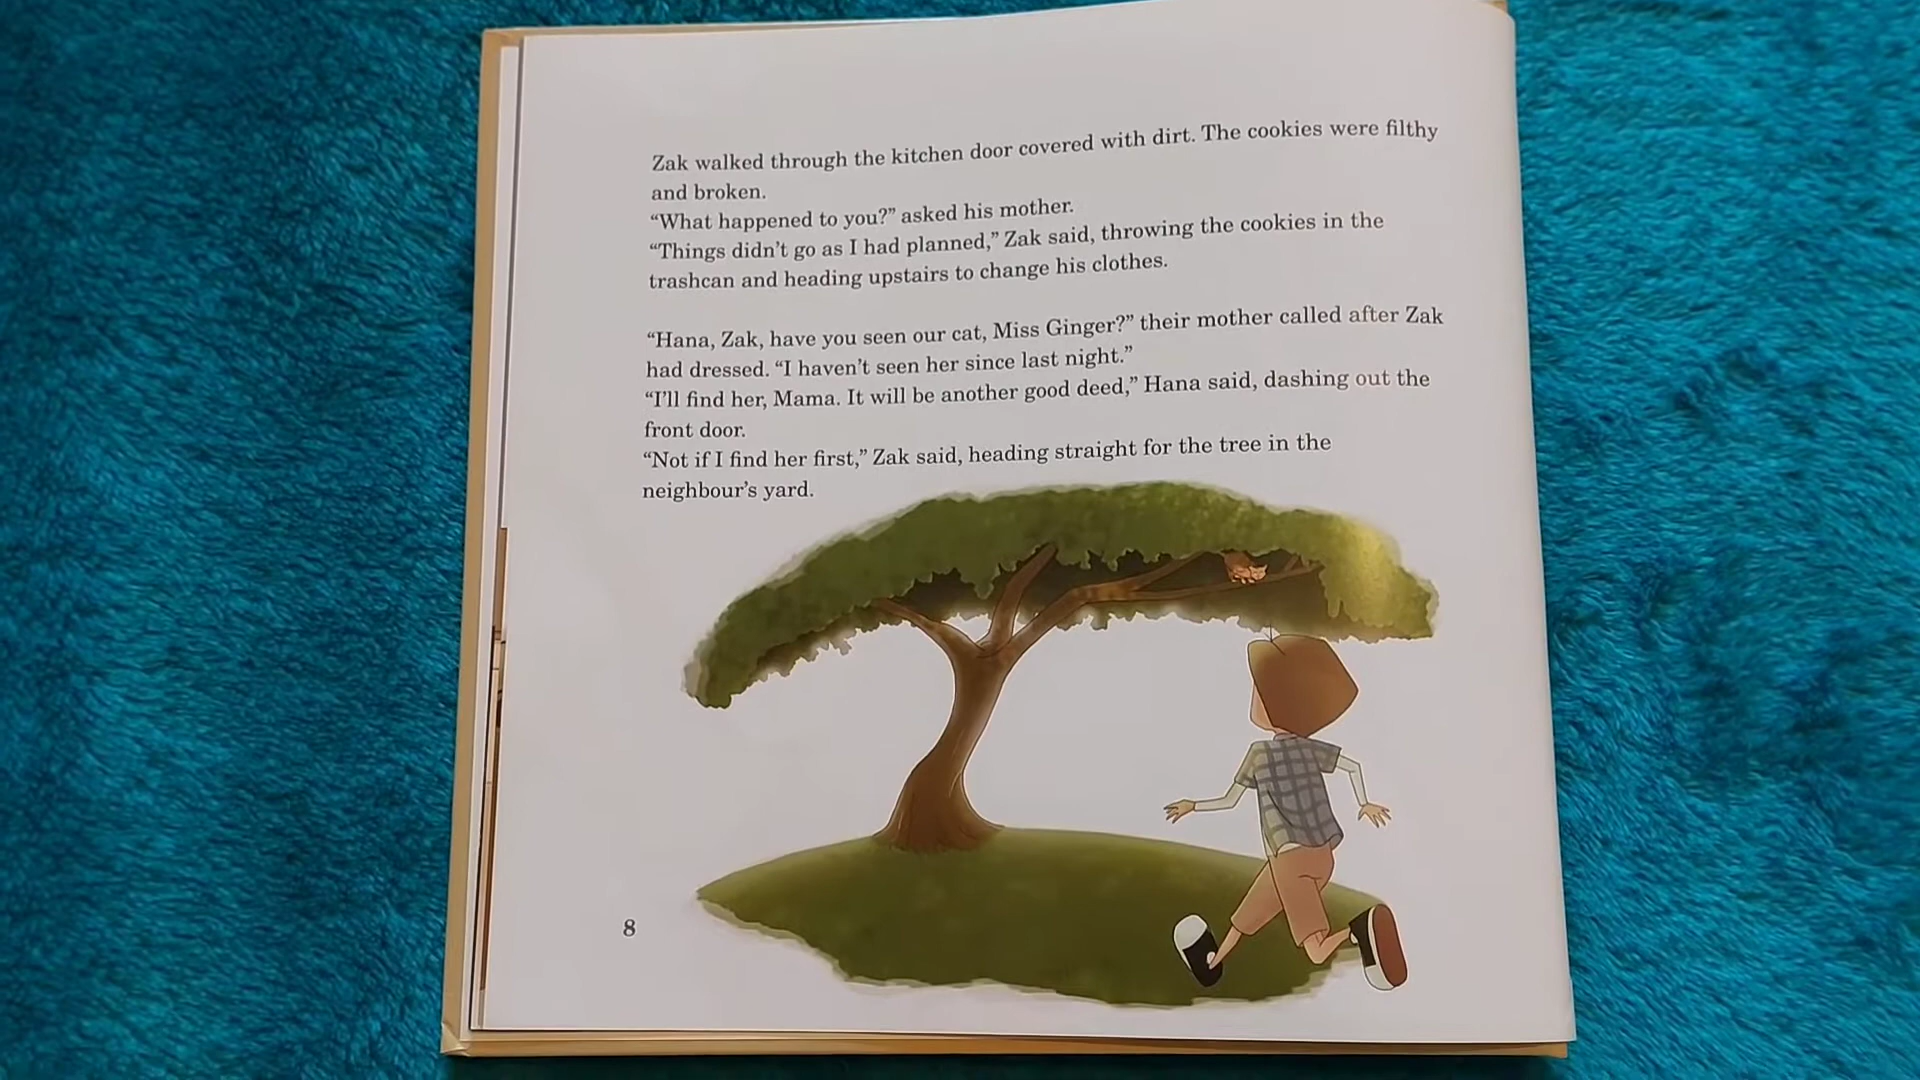 Zak walked through the kitchen door covered with dirt. The cookies were filthy
and broken.
“What happened to you?” asked his mother.
“Things didn’t go as I had planned,” Zak said, throwing the cookies in the
trashcan and heading upstairs to change his clothes.
“Hana, Zak, have you seen our cat, Miss Ginger?” their mother called after Zak
had dressed. “I haven’t seen her since last night.”
“I’ll find her, Mama. It will be another good deed,” Hana said, dashing out the
front door.
“Not if I find her first,” Zak said, heading straight for the tree in the
neighbour’s yard.
8